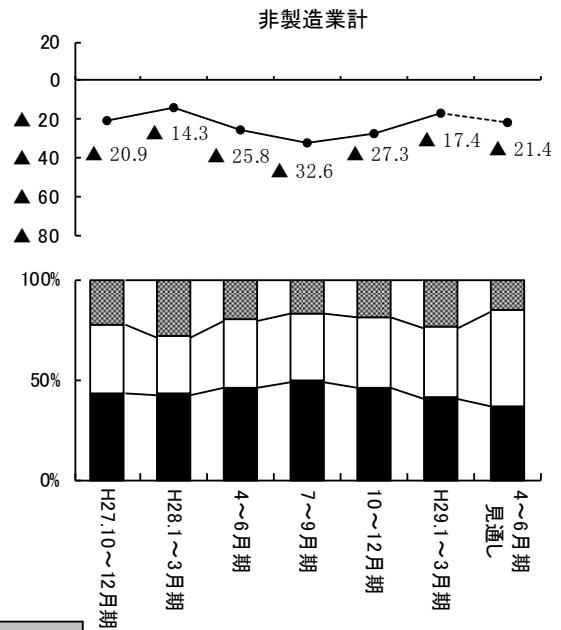 非製造業計
20
0
▲ 20
▲ 40
▲ 60
▲ 80
▲ 20.9
▲ 14.3
▲ 25.8
▲ 32.6
▲ 27.3
▲ 17.4
▲ 21.4
100%
50%
0%
H27.10～12月期
H28.1～3月期
4～6月期
7～9月期
10～12月期
H29.1～3月期
4～6月期
見通し